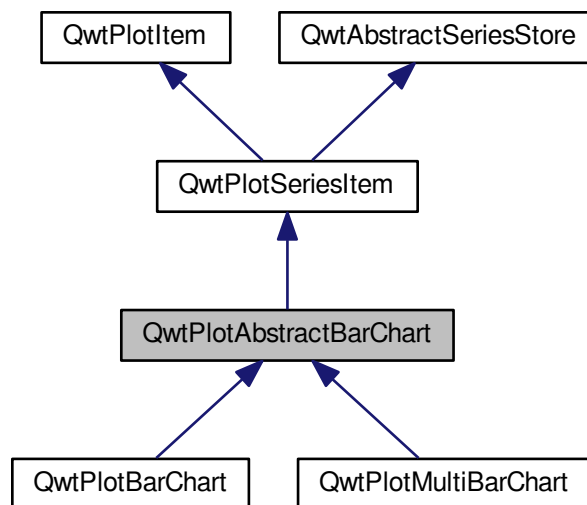 QwtPlotItem
QwtAbstractSeriesStore
QwtPlotSeriesItem
QwtPlotAbstractBarChart
QwtPlotBarChart
QwtPlotMultiBarChart